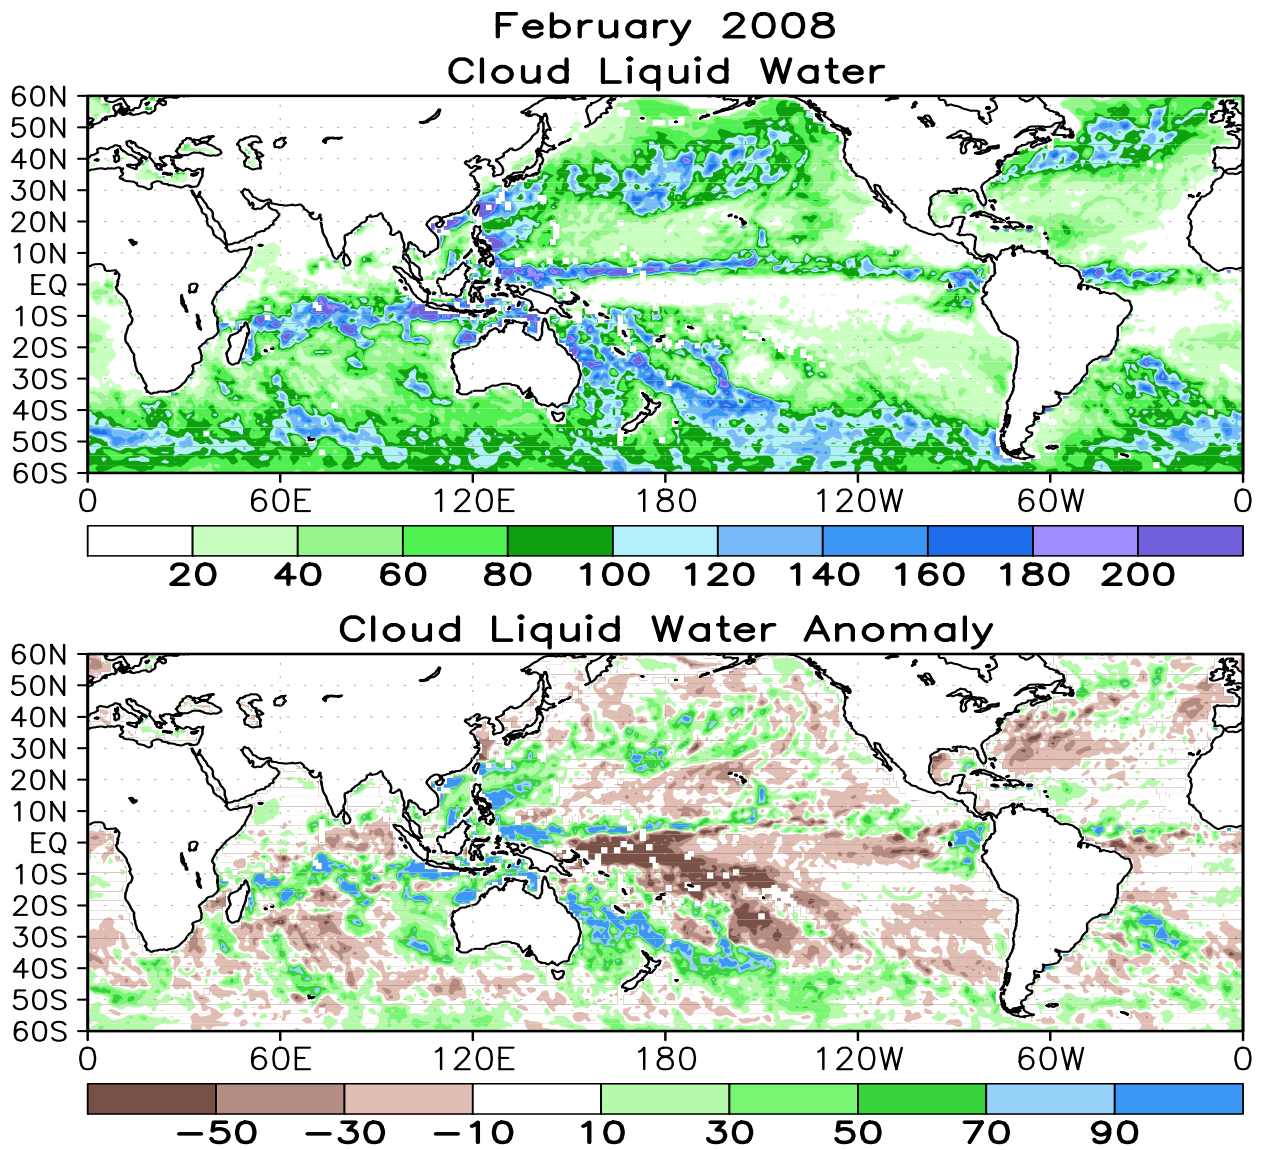 February 2008
Cloud Liquid Water
60N
50N
40N
30N
20N
10N
EQ
10S
20S
30S
40S
50S
60S
0 60E 120E 180 120W 60W 0
20 40 60 80 100 120 140 160 180 200
Cloud Liquid Water Anomaly
60N
50N
40N
30N
20N
10N
EQ
10S
20S
30S
40S
50S
60S
0 60E 120E 180 120W 60W 0
−50 −30 −10 10 30 50 70 90